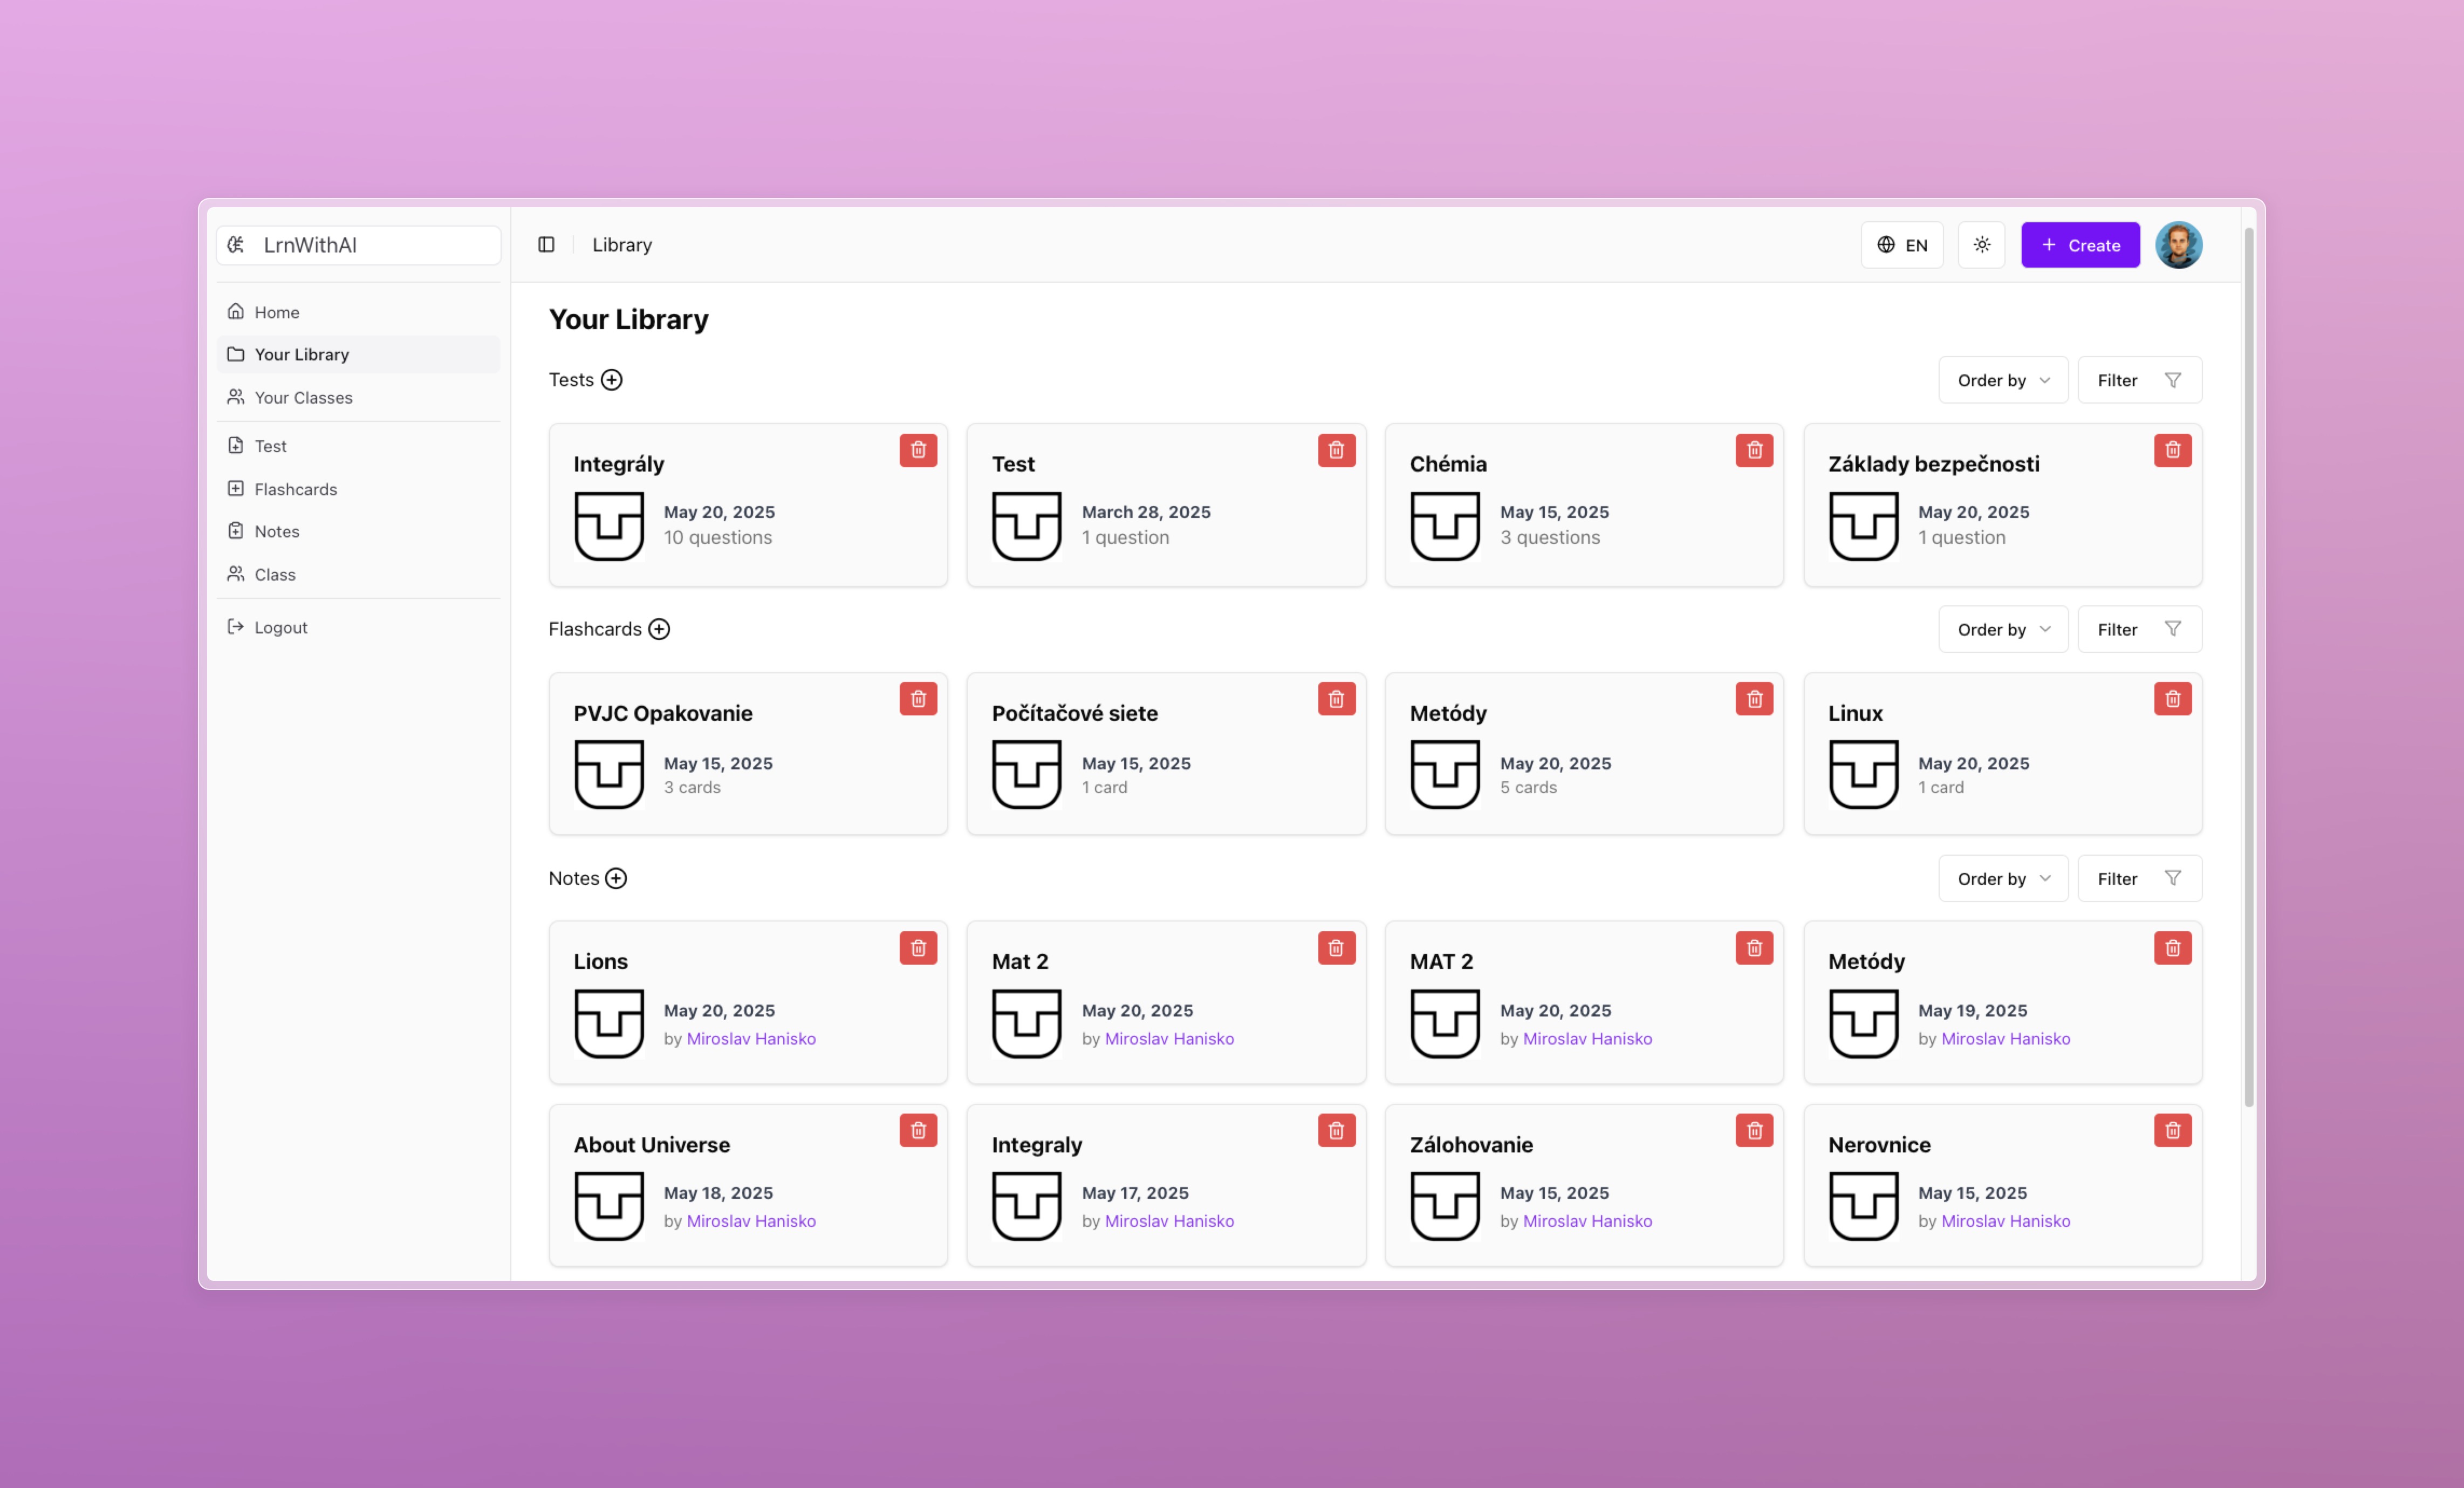 LrnWithAI
Library
EN
Create
Home
Your Library
Your Classes
Test
Flashcards
Notes
Class
Logout
Your Library
Tests
Order by
Filter
Integrály
May 20, 2025
10 questions
Test
March 28, 2025
1 question
Chémia
May 15, 2025
3 questions
Základy bezpečnosti
May 20, 2025
1 question
Flashcards
Order by
Filter
PVJC Opakovanie
May 15, 2025
3 cards
Počítačové siete
May 15, 2025
1 card
Metódy
May 20, 2025
5 cards
Linux
May 20, 2025
1 card
Notes
Order by
Filter
Lions
May 20, 2025
by Miroslav Hanisko
Mat 2
May 20, 2025
by Miroslav Hanisko
MAT 2
May 20, 2025
by Miroslav Hanisko
Metódy
May 19, 2025
by Miroslav Hanisko
About Universe
May 18, 2025
by Miroslav Hanisko
Integraly
May 17, 2025
by Miroslav Hanisko
Zálohovanie
May 15, 2025
by Miroslav Hanisko
Nerovnice
May 15, 2025
by Miroslav Hanisko